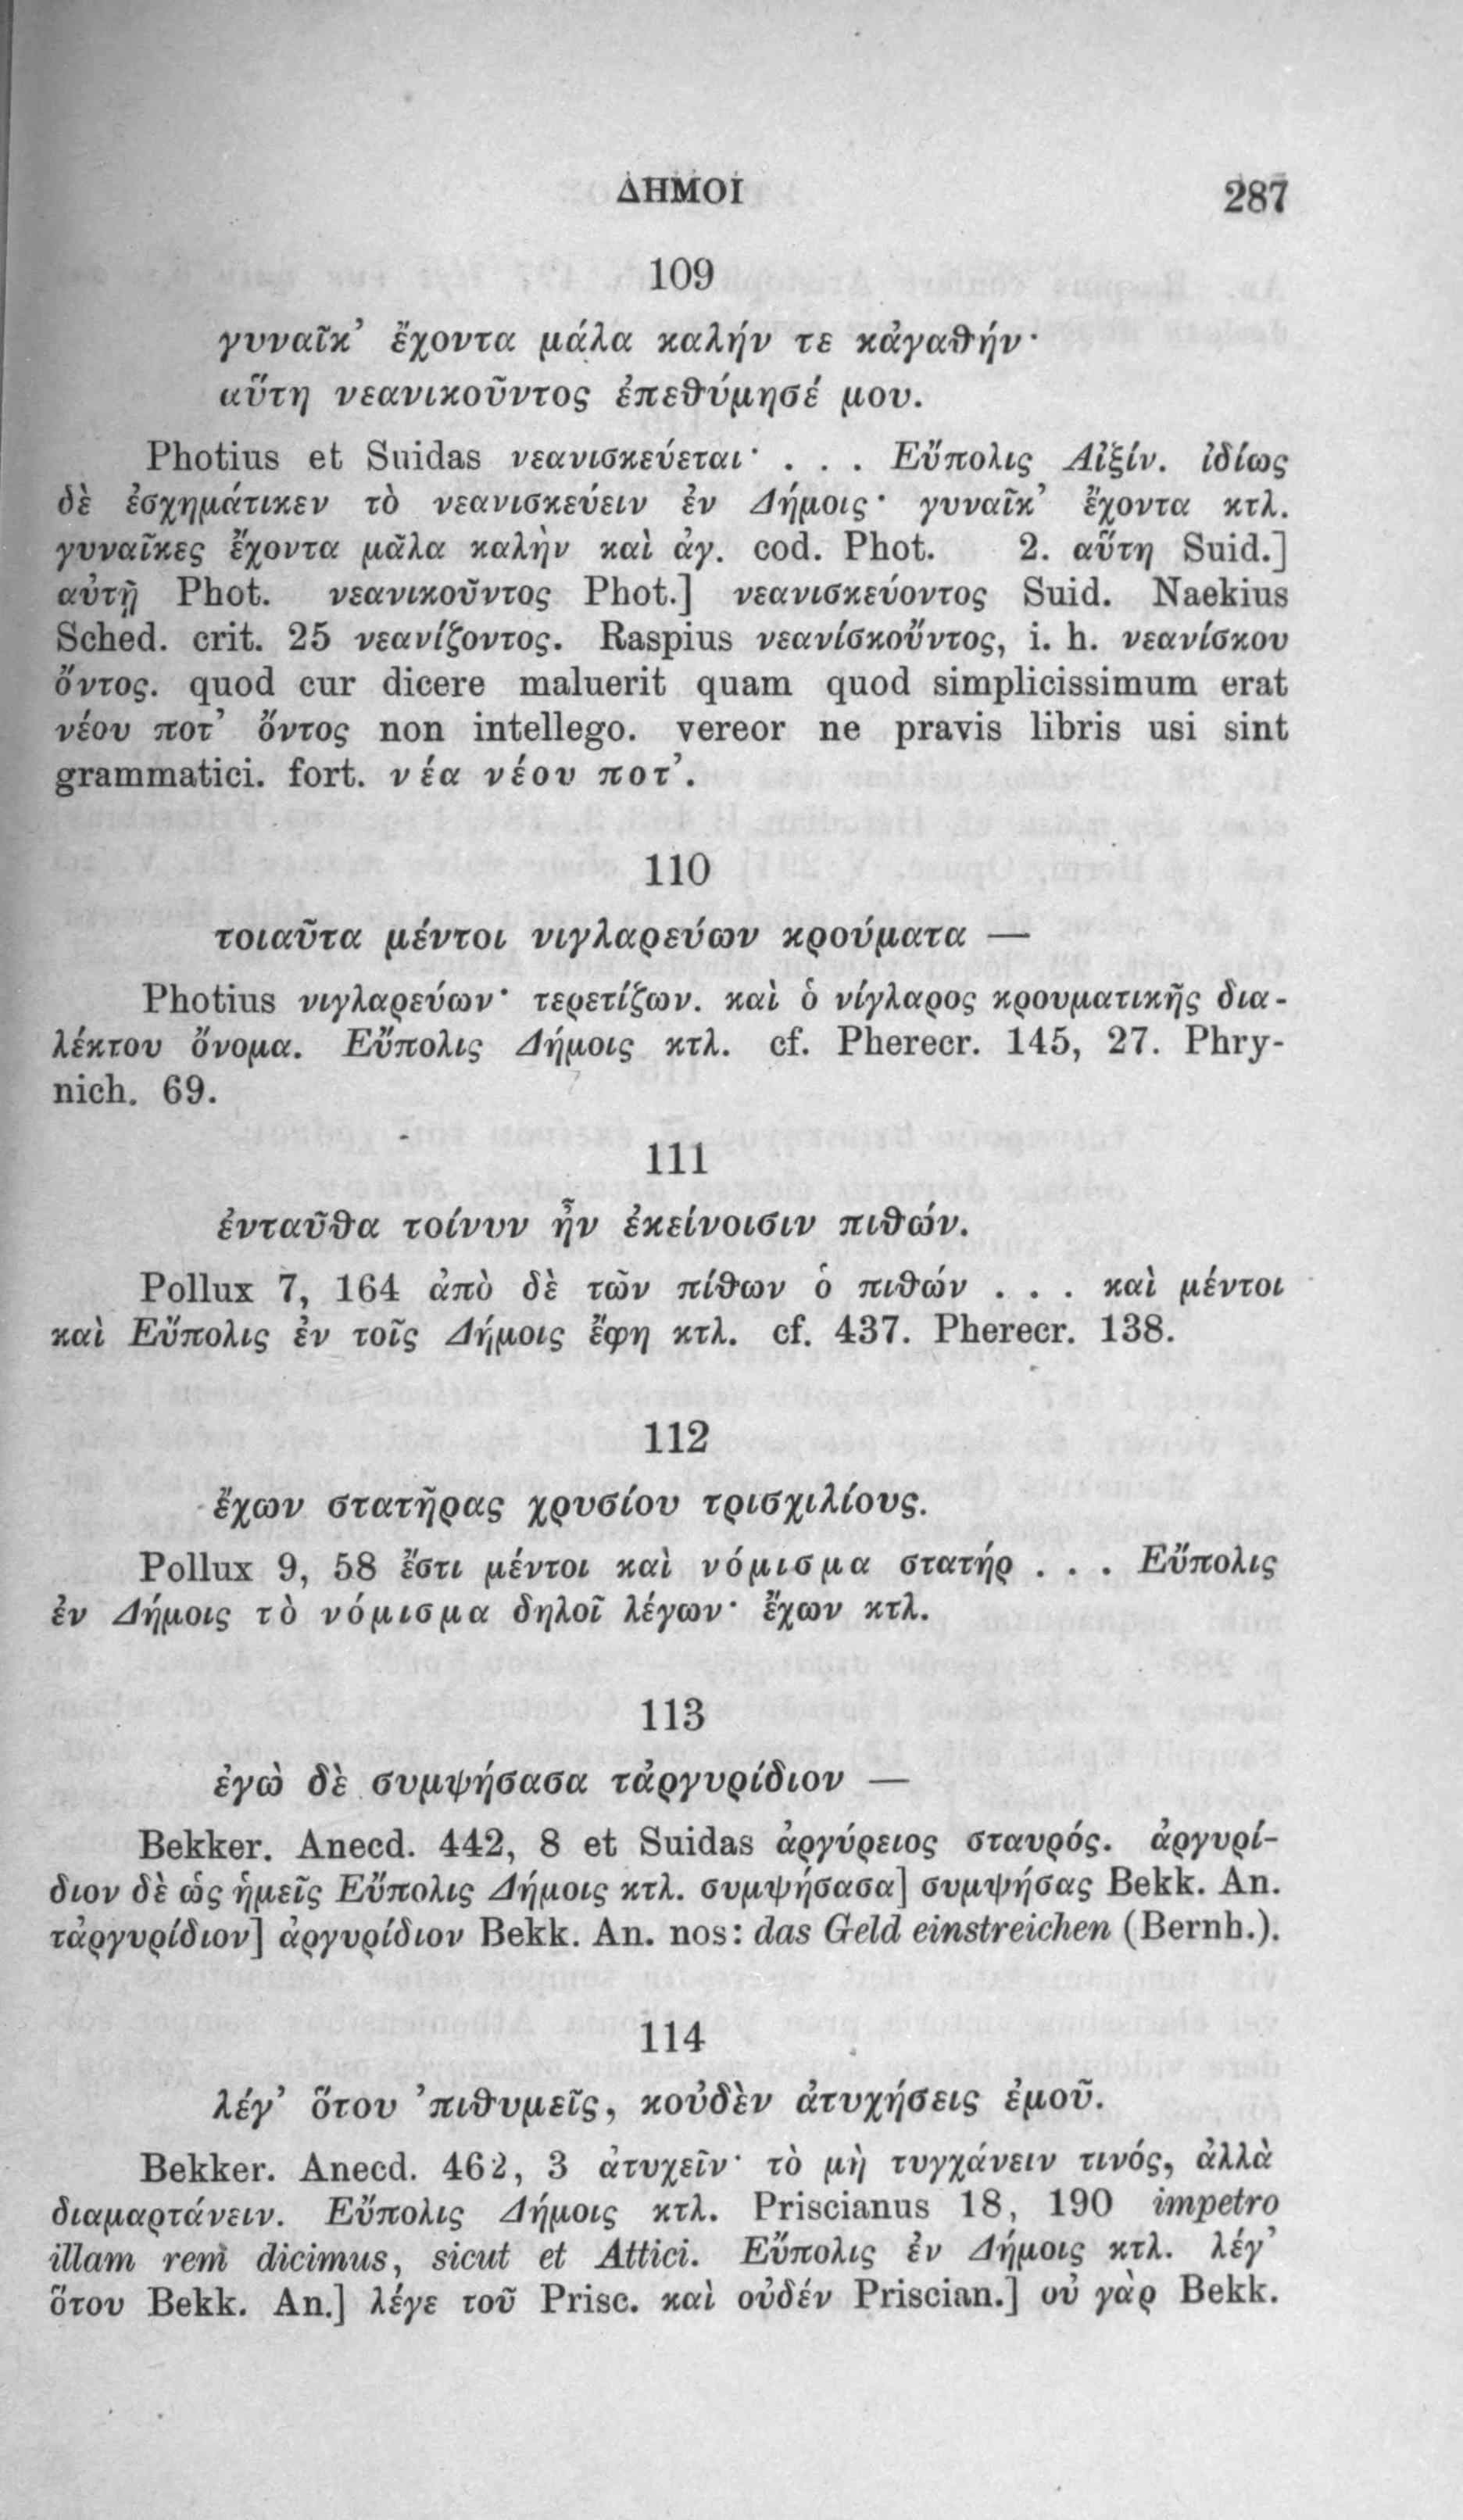 ΔΗΜΟΙ 287
109
γυναῖκ’ ἔχοντα μάλα καλήν τε κἀγαθήν·
αὕτη νεανικοῦντος ἐπεθύμησέ μου.
Photius et Suidas νεανισκεύεται· . . . Εὔπολις Αἰξίν. ἰδίως
δὲ ἐσχημάτικεν τὸ νεανισκεύειν ἐν Δήμοις· γυναῖκ’ ἔχοντα κτλ.
γυναῖκες ἔχοντα μᾶλα καλὴν καὶ ἀγ. cod. Phot. 2. αὕτη Suid.]
αὐτῇ Phot. νεανικοῦντος Phot.] νεανισκεύοντος Suid. Naekius
Sched. crit. 25 νεανίζοντος. Raspius νεανίσκοὔντος, i. h. νεανίσκου
ὄντος. quod cur dicere maluerit quam quod simplicissimum erat
νέου ποτ’ ὄντος non intellego. vereor ne pravis libris usi sint
grammatici. fort. νέα νέου ποτ’.
110
τοιαῦτα μέντοι νιγλαρεύων κρούματα —
Photius νιγλαρεύων· τερετίζων. καὶ ὁ νίγλαρος κρουματικῆς δια-
λέκτου ὄνομα. Εὔπολις Δήμοις κτλ. cf. Pherecr. 145, 27. Phry-
nich. 69.
111
ἐνταῦθα τοίνυν ἦν ἐκείνοισιν πιθών.
Pollux 7, 164 ἀπὸ δὲ τῶν πίθων ὁ πιθών . . . καὶ μέντοι
καὶ Εὔπολις ἐν τοῖς Δήμοις ἔφη κτλ. cf. 437. Pherecr. 138.
112
ἔχων στατῆρας χρυσίου τρισχιλίους.
Pollux 9, 58 ἔστι μέντοι καὶ νόμισμα στατήρ . . . Εὔπολις
ἐν Δήμοις τὸ νόμισμα δηλοῖ λέγων· ἔχων κτλ.
113
ἐγὼ δὲ συμψήσασα τἀργυρίδιον —
Bekker. Anecd. 442, 8 et Suidas ἀργύρειος σταυρός. ἀργυρί-
διον δὲ ὡς ἡμεῖς Εὔπολις Δήμοις κτλ. συμψήσασα] συμψήσας Bekk. An.
τἀργυρίδιον] ἀργυρίδιον Bekk. An. nos: das Geld einstreichen (Bernh.).
114
λέγ’ ὅτου ’πιθυμεῖς, κοὐδὲν ἀτυχήσεις ἐμοῦ.
Bekker. Anecd. 462, 3 ἀτυχεῖν· τὸ μὴ τυγχάνειν τινός, ἀλλὰ
διαμαρτάνειν. Εὔπολις Δήμοις κτλ. Priscianus 18, 190 impetro
illam rem dicimus, sicut et Attici. Εὔπολις ἐν Δήμοις κτλ. λέγ’
ὅτου Bekk. An.] λέγε τοῦ Prisc. καὶ οὐδέν Priscian.] οὐ γὰρ Bekk.